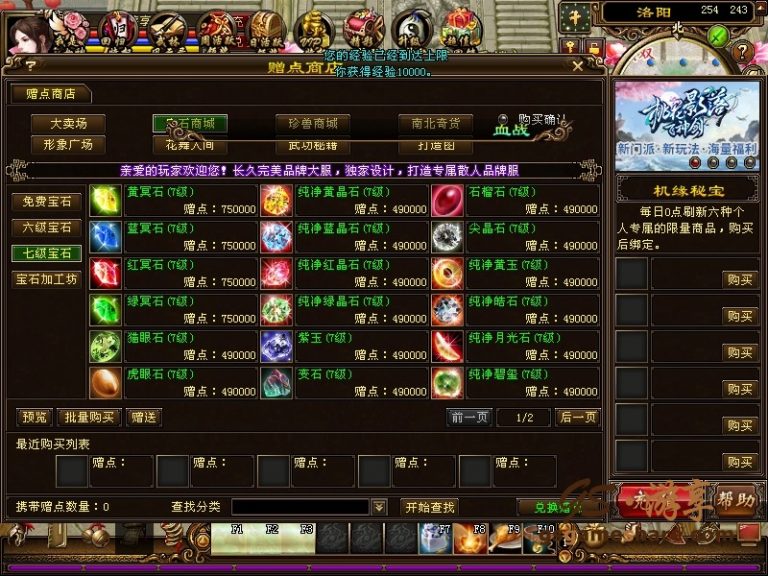 洛阳
254 243
北
您的经验已经到达上限
你获得经验10000。
赠点商店
赠点商店
大卖场
宝石商城
珍兽商城
南北奇货
购买确认
血战
形象广场
花舞人间
武功秘籍
打造图
亲爱的玩家欢迎您！长久完美品牌大服，独家设计，打造专属散人品牌服
免费宝石
六级宝石
七级宝石
宝石加工坊
黄冥石(7级)
赠点：750000
纯净黄晶石(7级)
赠点：490000
石榴石(7级)
赠点：490000
蓝冥石(7级)
赠点：750000
纯净蓝晶石(7级)
赠点：490000
尖晶石(7级)
赠点：490000
红冥石(7级)
赠点：750000
纯净红晶石(7级)
赠点：490000
纯净黄玉(7级)
赠点：490000
绿冥石(7级)
赠点：750000
纯净绿晶石(7级)
赠点：490000
纯净皓石(7级)
赠点：490000
猫眼石(7级)
赠点：490000
紫玉(7级)
赠点：490000
纯净月光石(7级)
赠点：490000
虎眼石(7级)
赠点：490000
变石(7级)
赠点：490000
纯净碧玺(7级)
赠点：490000
预览
批量购买
赠送
前一页
1/2
后一页
最近购买列表
赠点：
赠点：
赠点：
赠点：
赠点：
携带赠点数量：0
查找分类
开始查找
兑换赠点
桃花影落
新门派·新玩法·海量福利
机缘秘宝
每日0点刷新六种个
人专属的限量商品，购买
后绑定。
购买
购买
购买
购买
购买
购买
帮助
游享
F1 F2 F3 F7 F8 F9 F10